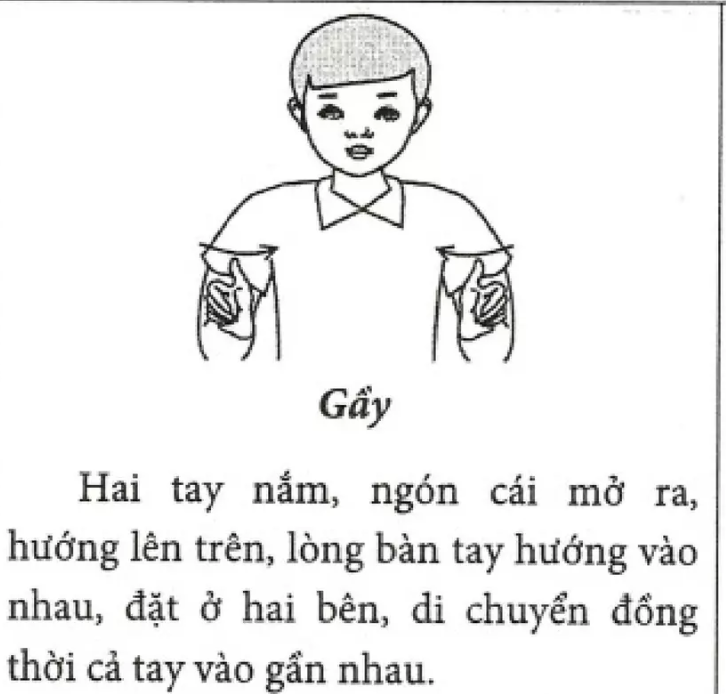 Gầy
Hai tay nắm, ngón cái mở ra,
hướng lên trên, lòng bàn tay hướng vào
nhau, đặt ở hai bên, di chuyển đồng
thời cả tay vào gần nhau.